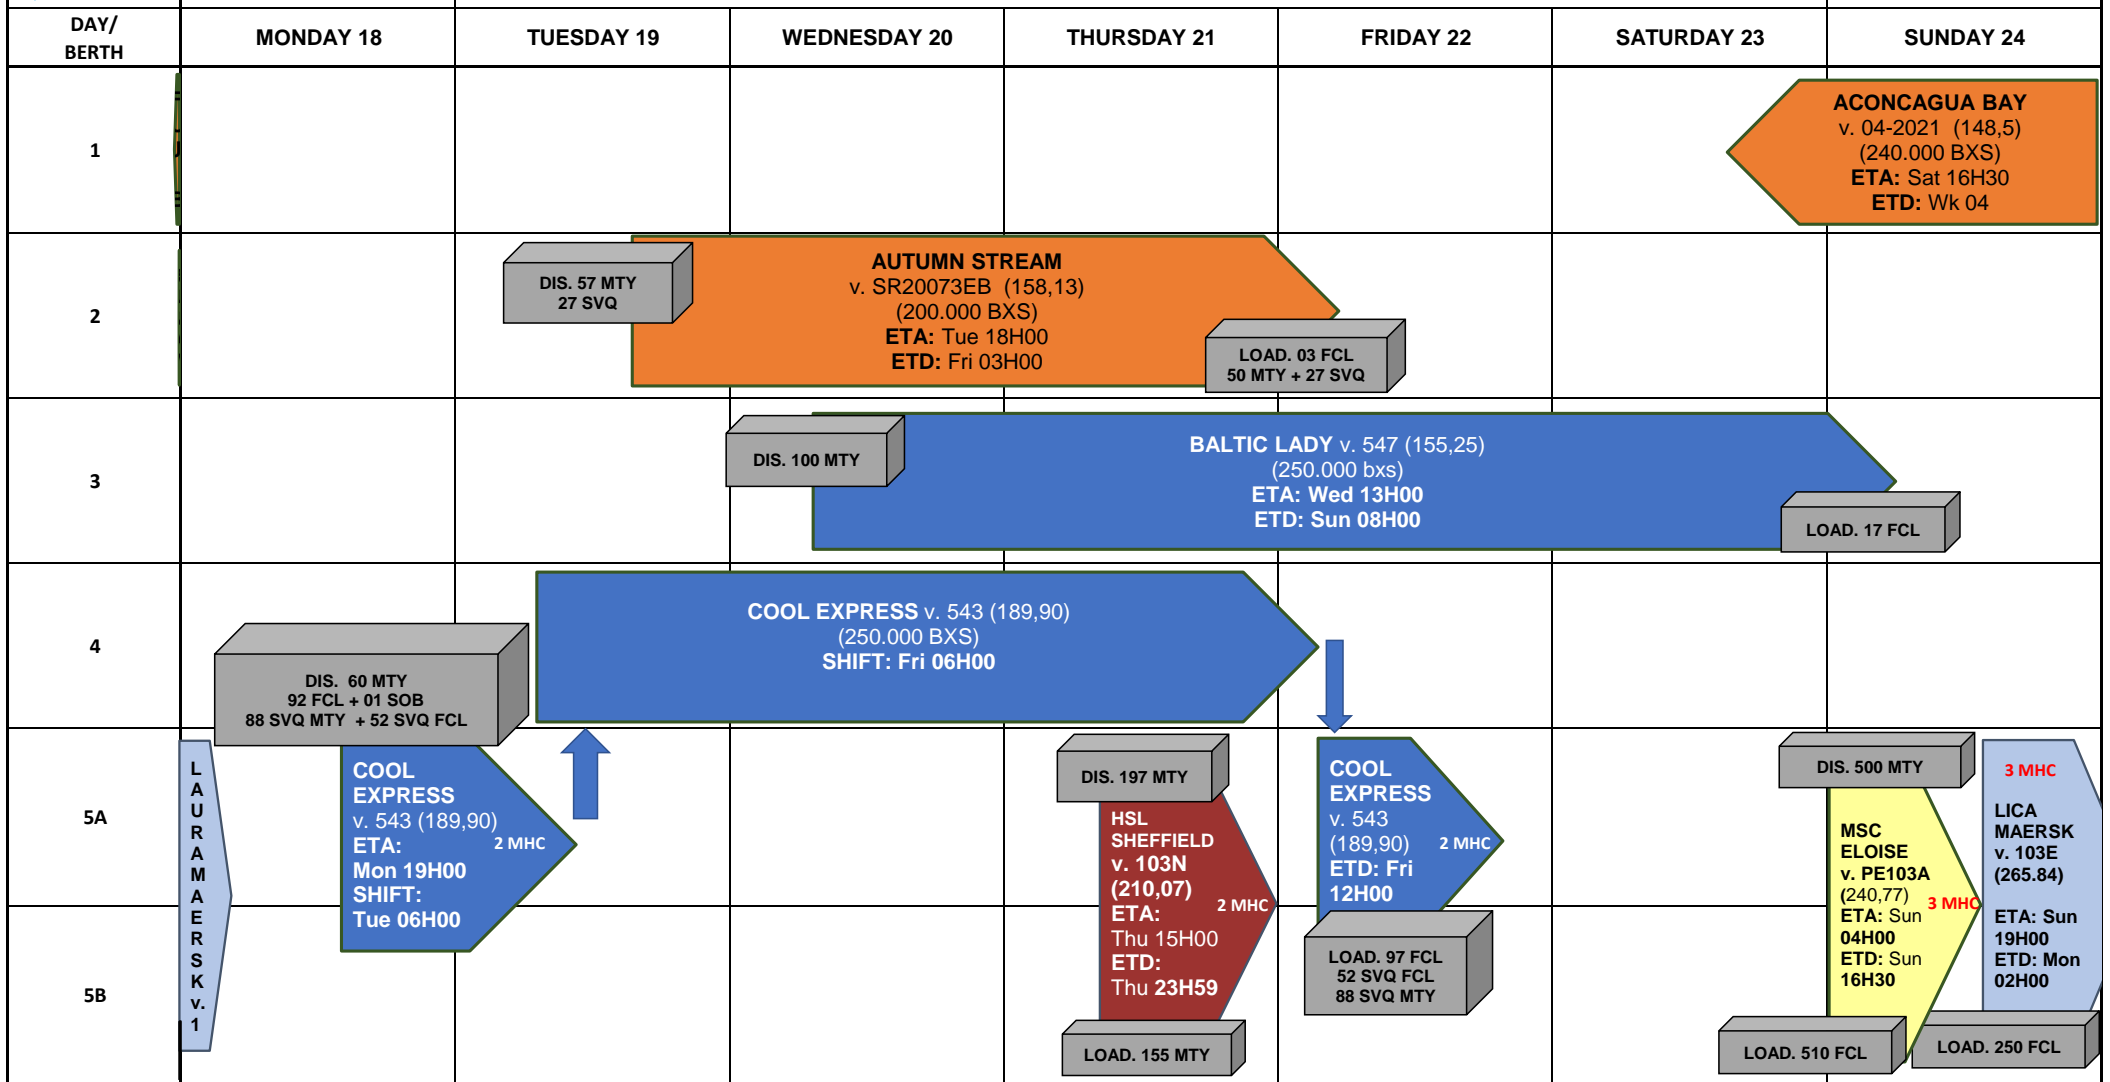 DAY/
BERTH
MONDAY 18
TUESDAY 19
WEDNESDAY 20
THURSDAY 21
FRIDAY 22
SATURDAY 23
SUNDAY 24
1
ACONCAGUA BAY
v. 04-2021 (148,5)
(240.000 BXS)
ETA: Sat 16H30
ETD: Wk 04
2
DIS. 57 MTY
27 SVQ
AUTUMN STREAM
v. SR20073EB (158,13)
(200.000 BXS)
ETA: Tue 18H00
ETD: Fri 03H00
LOAD. 03 FCL
50 MTY + 27 SVQ
3
DIS. 100 MTY
BALTIC LADY v. 547 (155,25)
(250.000 bxs)
ETA: Wed 13H00
ETD: Sun 08H00
LOAD. 17 FCL
4
DIS. 60 MTY
92 FCL + 01 SOB
88 SVQ MTY + 52 SVQ FCL
COOL EXPRESS v. 543 (189,90)
(250.000 BXS)
SHIFT: Fri 06H00
5A
5B
L
A
U
R
A
M
A
E
R
S
K
v.
1
COOL
EXPRESS
v. 543 (189,90)
ETA:
Mon 19H00
SHIFT:
Tue 06H00
2 MHC
DIS. 197 MTY
HSL
SHEFFIELD
v. 103N
(210,07)
ETA:
Thu 15H00
ETD:
Thu 23H59
2 MHC
LOAD. 155 MTY
COOL
EXPRESS
v. 543
(189,90)
ETD: Fri
12H00
2 MHC
LOAD. 97 FCL
52 SVQ FCL
88 SVQ MTY
DIS. 500 MTY
MSC
ELOISE
v. PE103A
(240,77)
ETA: Sun
04H00
ETD: Sun
16H30
3 MHC
LOAD. 510 FCL
3 MHC
LICA
MAERSK
v. 103E
(265.84)
ETA: Sun
19H00
ETD: Mon
02H00
LOAD. 250 FCL